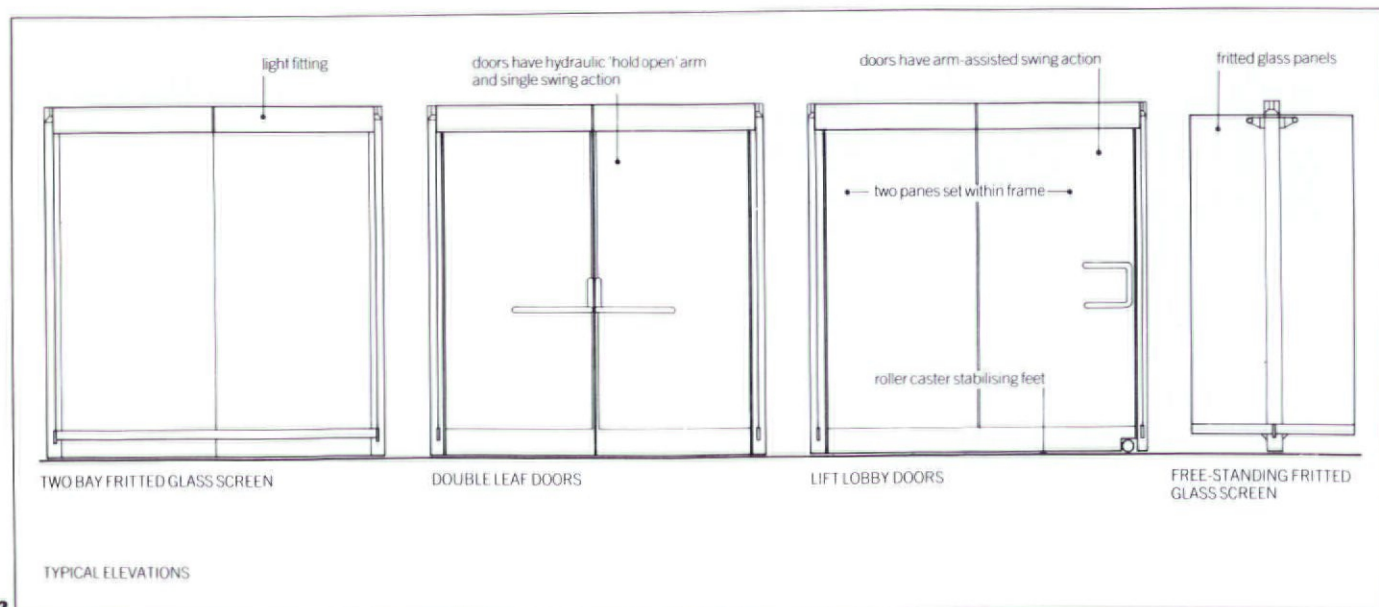 light fitting
doors have hydraulic 'hold open' arm
and single swing action
doors have arm-assisted swing action
fritted glass panels
two panes set within frame
roller caster stabilising feet
TWO BAY FRITTED GLASS SCREEN
DOUBLE LEAF DOORS
LIFT LOBBY DOORS
FREE-STANDING FRITTED
GLASS SCREEN
TYPICAL ELEVATIONS